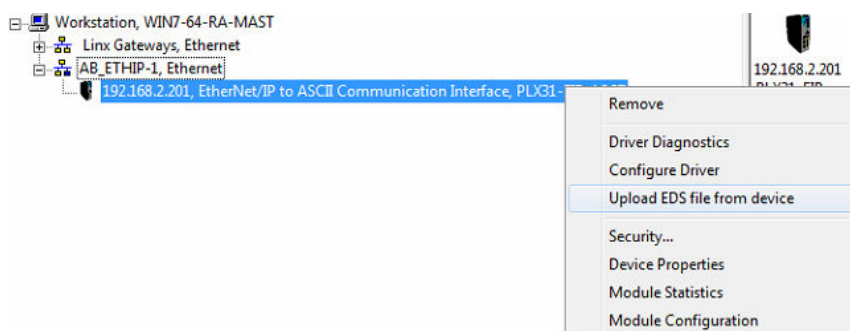 Workstation, WIN7-64-RA-MAST
Linx Gateways, Ethernet
AB_ETHIP-1, Ethernet
192.168.2.201, EtherNet/IP to ASCII Communication Interface, PLX31-
192.168.2.201
Remove
Driver Diagnostics
Configure Driver
Upload EDS file from device
Security...
Device Properties
Module Statistics
Module Configuration